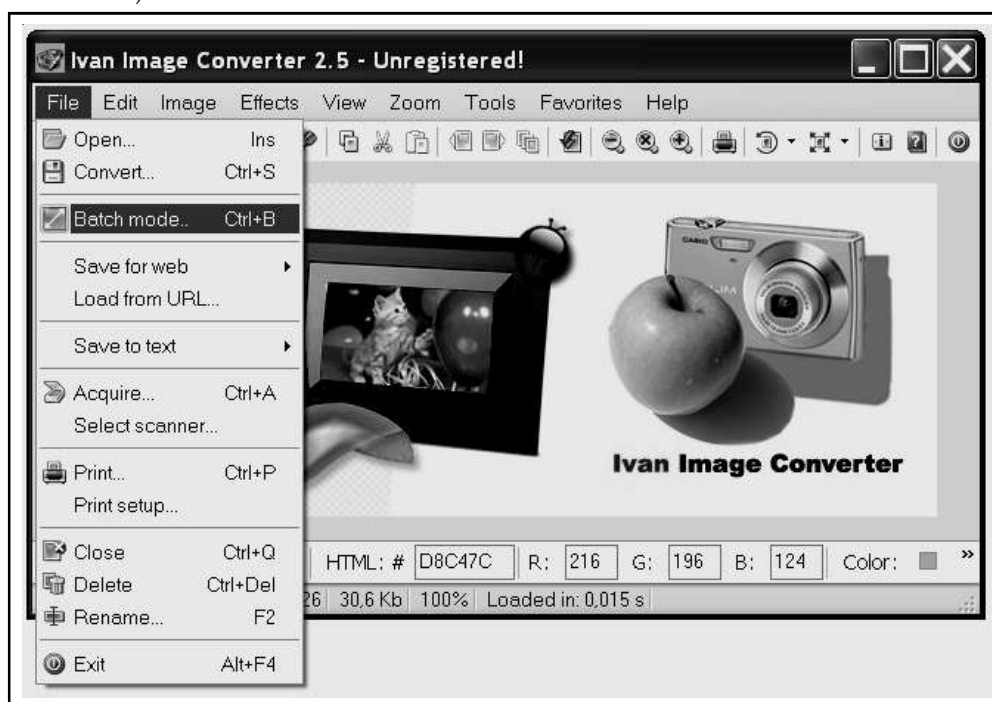 Ivan Image Converter 2.5 - Unregistered!
File Edit Image Effects View Zoom Tools Favorites Help
Open... Ins
Convert... Ctrl+S
Batch mode.. Ctrl+B
Save for web
Load from URL...
Save to text
Acquire... Ctrl+A
Select scanner...
Print... Ctrl+P
Print setup...
Close Ctrl+Q
Delete Ctrl+Del
Rename... F2
Exit Alt+F4
CASIO
Ivan Image Converter
HTML: # D8C47C R: 216 G: 196 B: 124 Color: »
26 30,6 Kb 100% Loaded in: 0,015 s